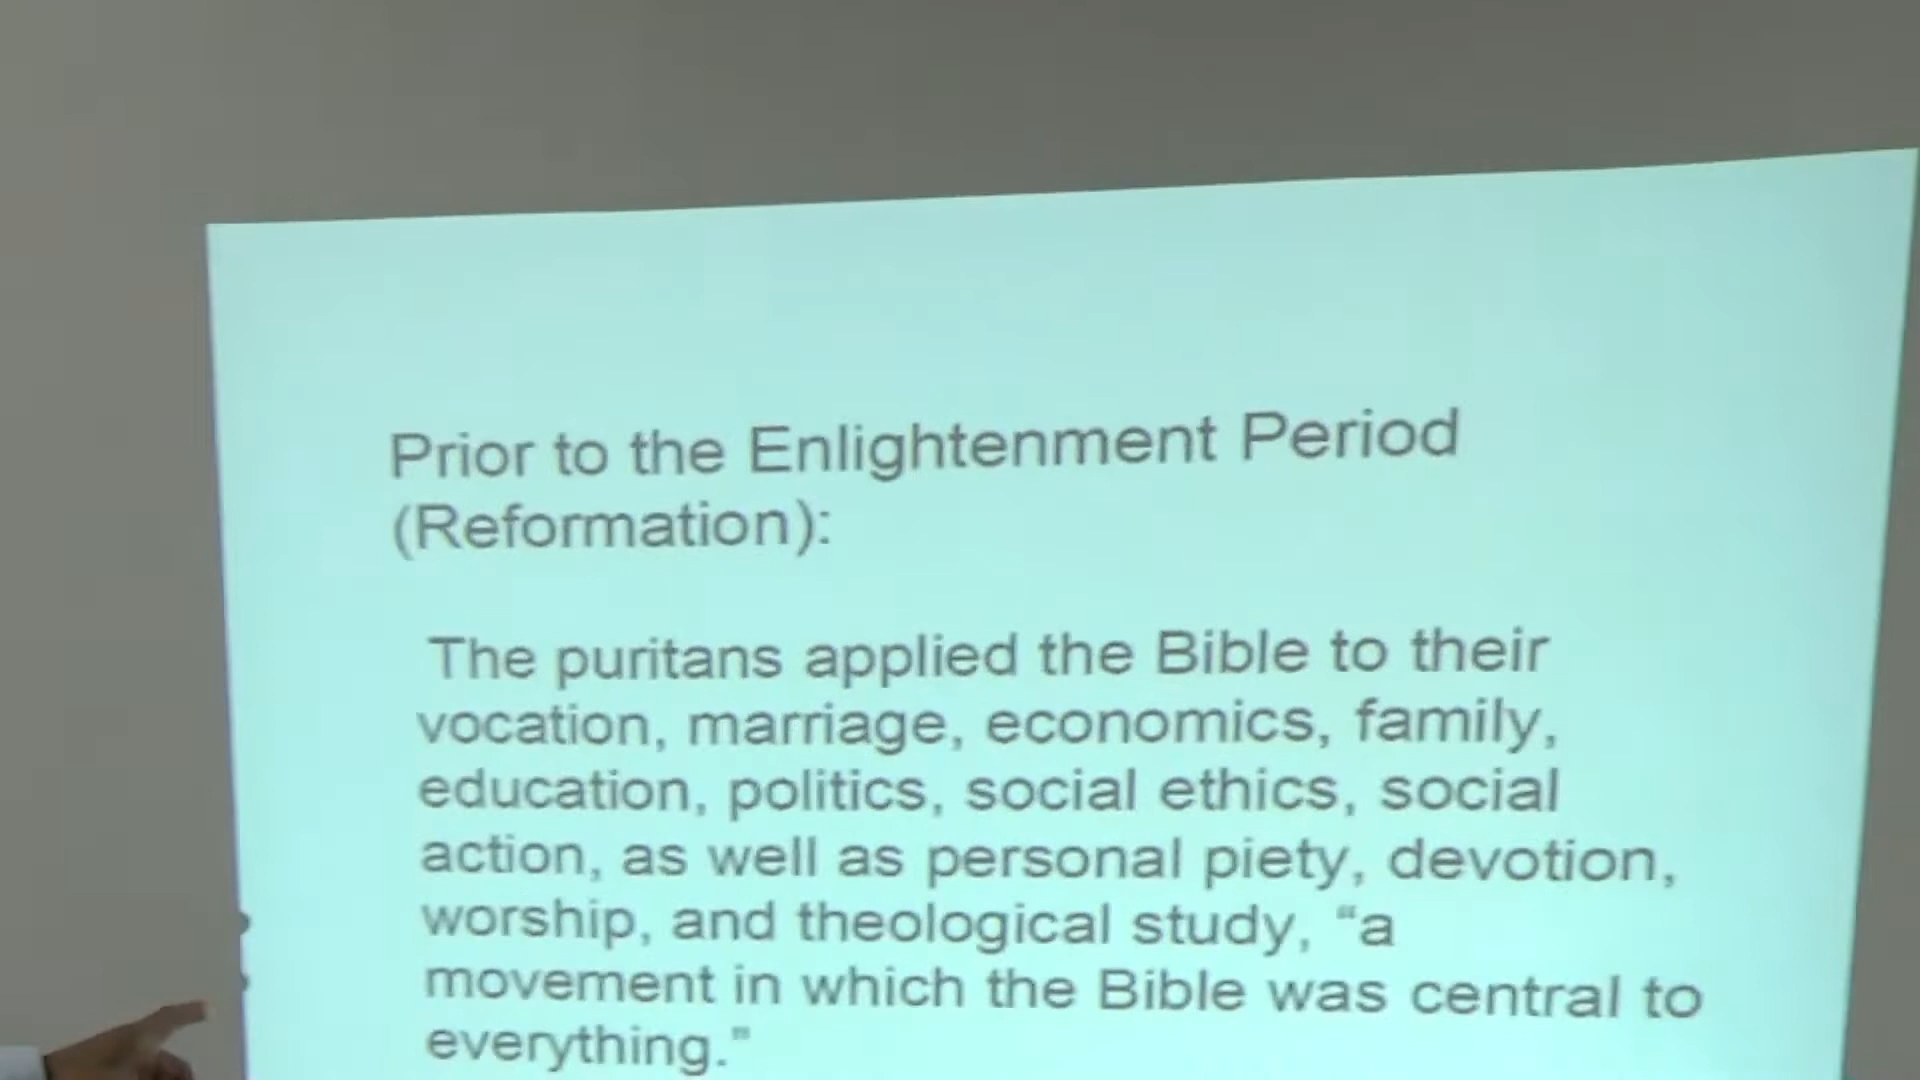 Prior to the Enlightenment Period
(Reformation):
The puritans applied the Bible to their
vocation, marriage, economics, family,
education, politics, social ethics, social
action, as well as personal piety, devotion,
worship, and theological study, “a
movement in which the Bible was central to
everything.”